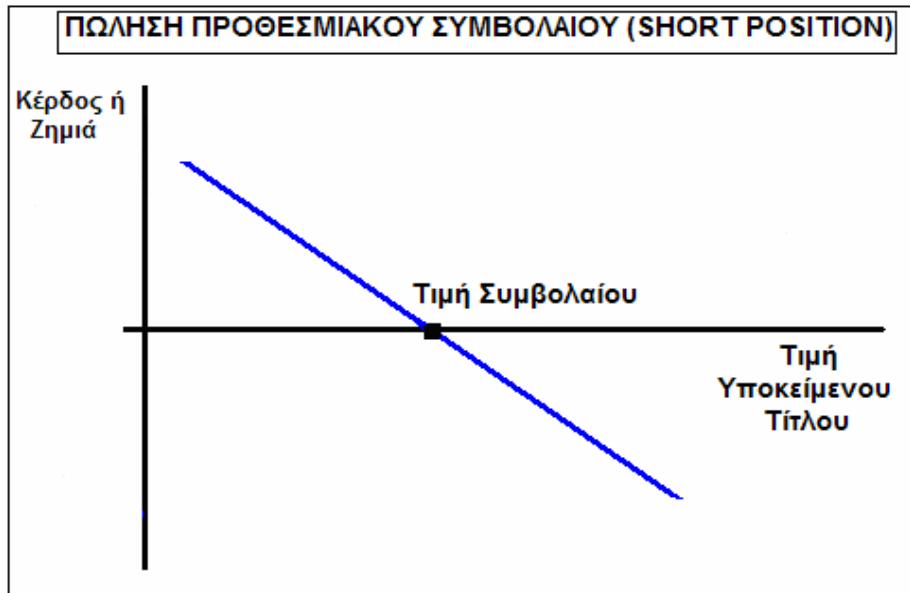 ΠΩΛΗΣΗ ΠΡΟΘΕΣΜΙΑΚΟΥ ΣΥΜΒΟΛΑΙΟΥ (SHORT POSITION)
Κέρδος ή
Ζημιά
Τιμή Συμβολαίου
Τιμή
Υποκείμενου
Τίτλου